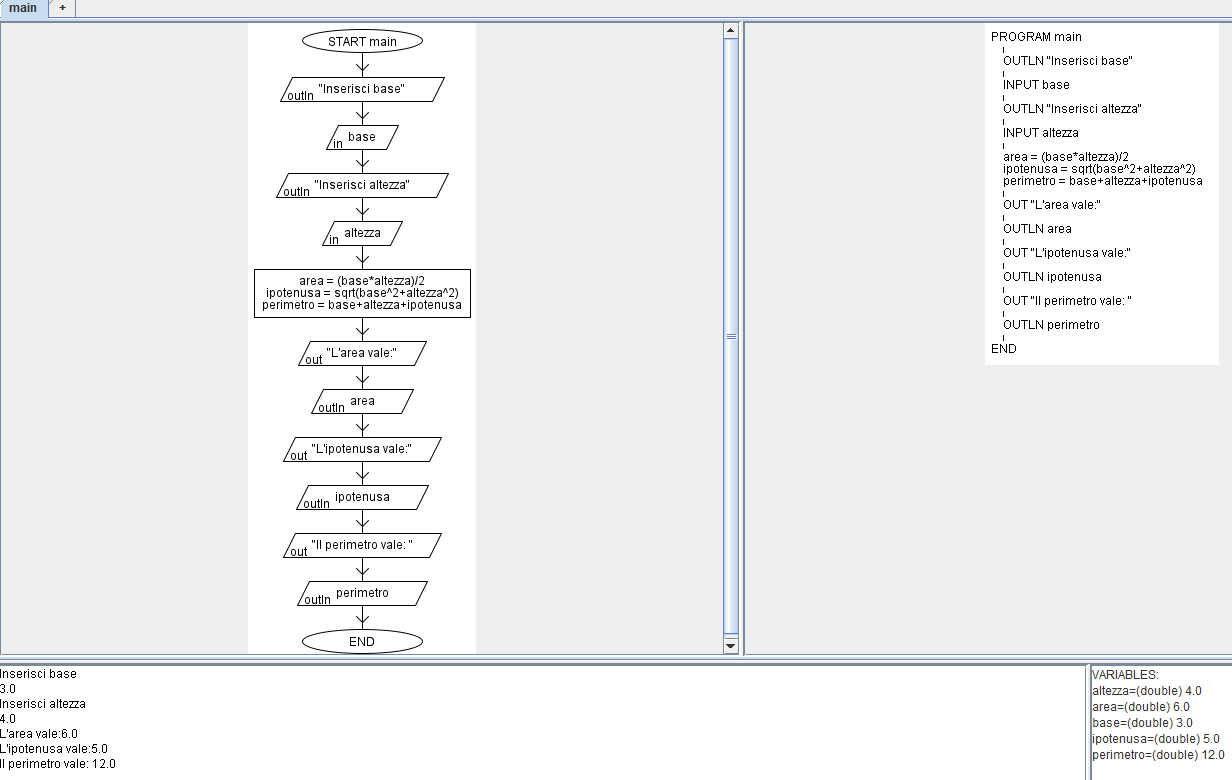 main
+
START main
"Inserisci base"
outln
base
in
"Inserisci altezza"
outln
altezza
in
area = (base*altezza)/2
ipotenusa = sqrt(base^2+altezza^2)
perimetro = base+altezza+ipotenusa
"L'area vale:"
out
area
outln
"L'ipotenusa vale:"
out
ipotenusa
outln
"Il perimetro vale: "
out
perimetro
outln
END
PROGRAM main
OUTLN "Inserisci base"
INPUT base
OUTLN "Inserisci altezza"
INPUT altezza
area = (base*altezza)/2
ipotenusa = sqrt(base^2+altezza^2)
perimetro = base+altezza+ipotenusa
OUT "L'area vale:"
OUTLN area
OUT "L'ipotenusa vale:"
OUTLN ipotenusa
OUT "Il perimetro vale: "
OUTLN perimetro
END
Inserisci base
3.0
Inserisci altezza
4.0
L'area vale:6.0
L'ipotenusa vale:5.0
Il perimetro vale: 12.0
VARIABLES:
altezza=(double) 4.0
area=(double) 6.0
base=(double) 3.0
ipotenusa=(double) 5.0
perimetro=(double) 12.0